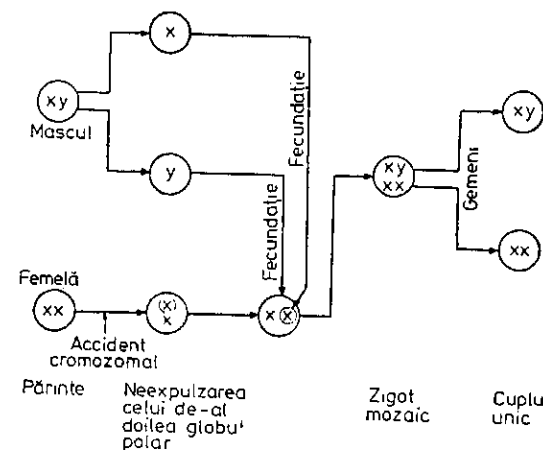 x
xy
Mascul
Fecundație
y
Fecundație
xy
xx
Gemeni
xy
xx
Femelă
xx
(x)
x
x (x)
Accident
cromozomal
Părinte
Neexpulzarea
celui de-al
doilea globul
polar
Zigot
mozaic
Cuplu
unic